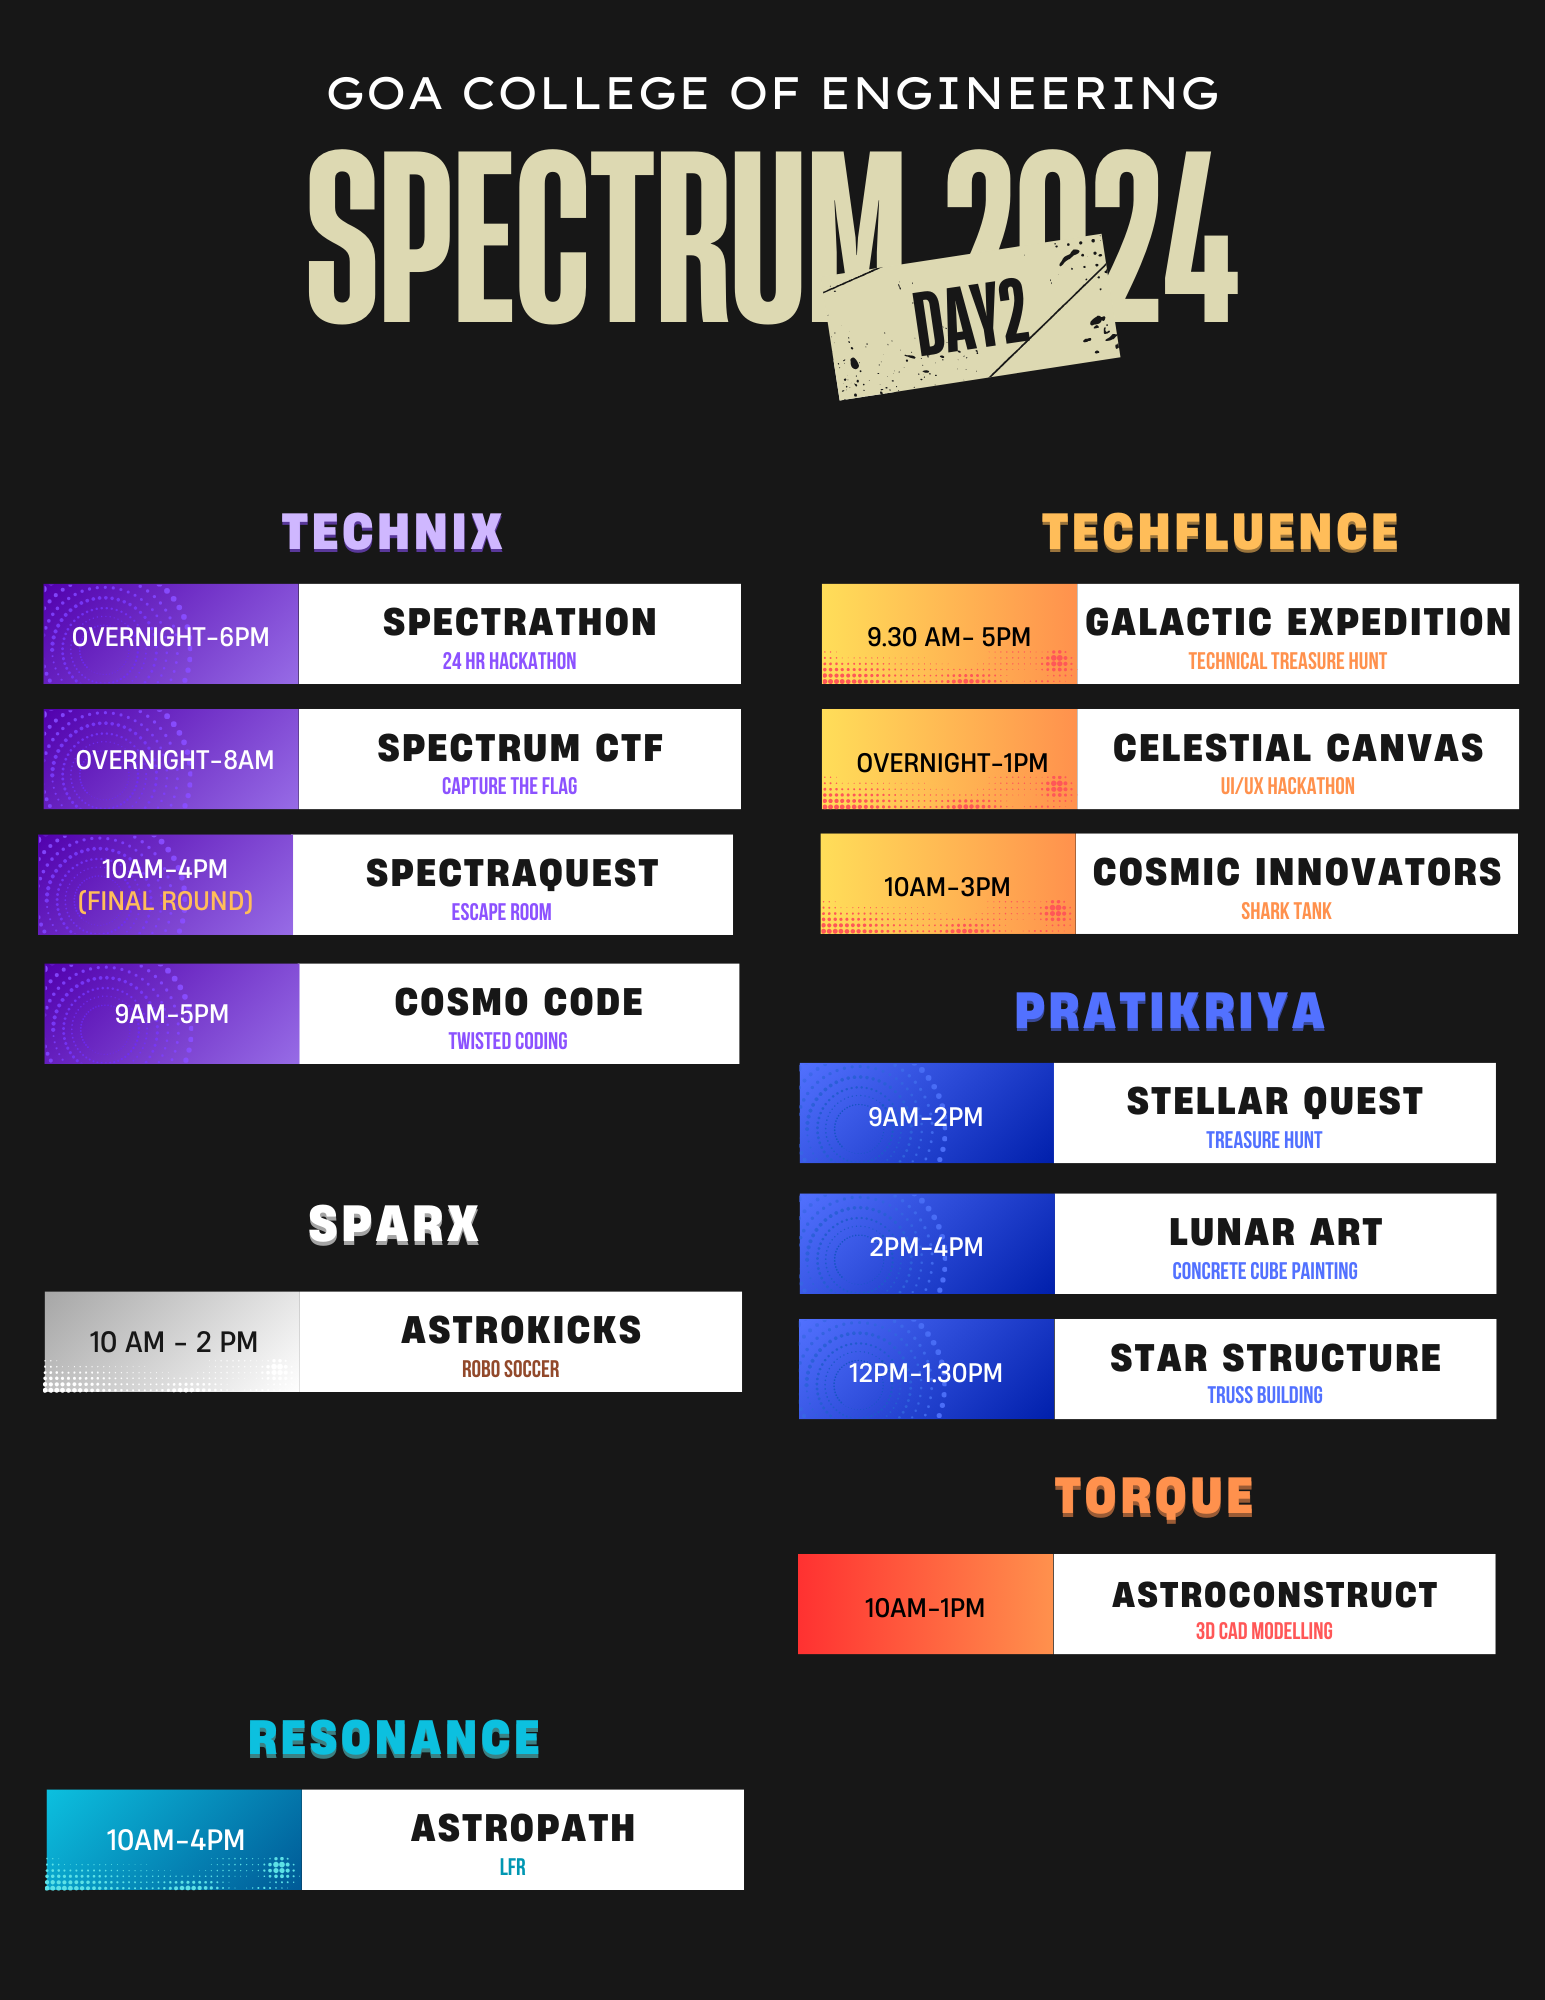 GOA COLLEGE OF ENGINEERING
SPECTRUM 2024
DAY2
TECHNIX
OVERNIGHT-6PM
SPECTRATHON
24 HR HACKATHON
OVERNIGHT-8AM
SPECTRUM CTF
CAPTURE THE FLAG
10AM-4PM
(FINAL ROUND)
SPECTRAQUEST
ESCAPE ROOM
9AM-5PM
COSMO CODE
TWISTED CODING
SPARX
10 AM - 2 PM
ASTROKICKS
ROBO SOCCER
RESONANCE
10AM-4PM
ASTROPATH
LFR
TECHFLUENCE
9.30 AM- 5PM
GALACTIC EXPEDITION
TECHNICAL TREASURE HUNT
OVERNIGHT-1PM
CELESTIAL CANVAS
UI/UX HACKATHON
10AM-3PM
COSMIC INNOVATORS
SHARK TANK
PRATIKRIYA
9AM-2PM
STELLAR QUEST
TREASURE HUNT
2PM-4PM
LUNAR ART
CONCRETE CUBE PAINTING
12PM-1.30PM
STAR STRUCTURE
TRUSS BUILDING
TORQUE
10AM-1PM
ASTROCONSTRUCT
3D CAD MODELLING